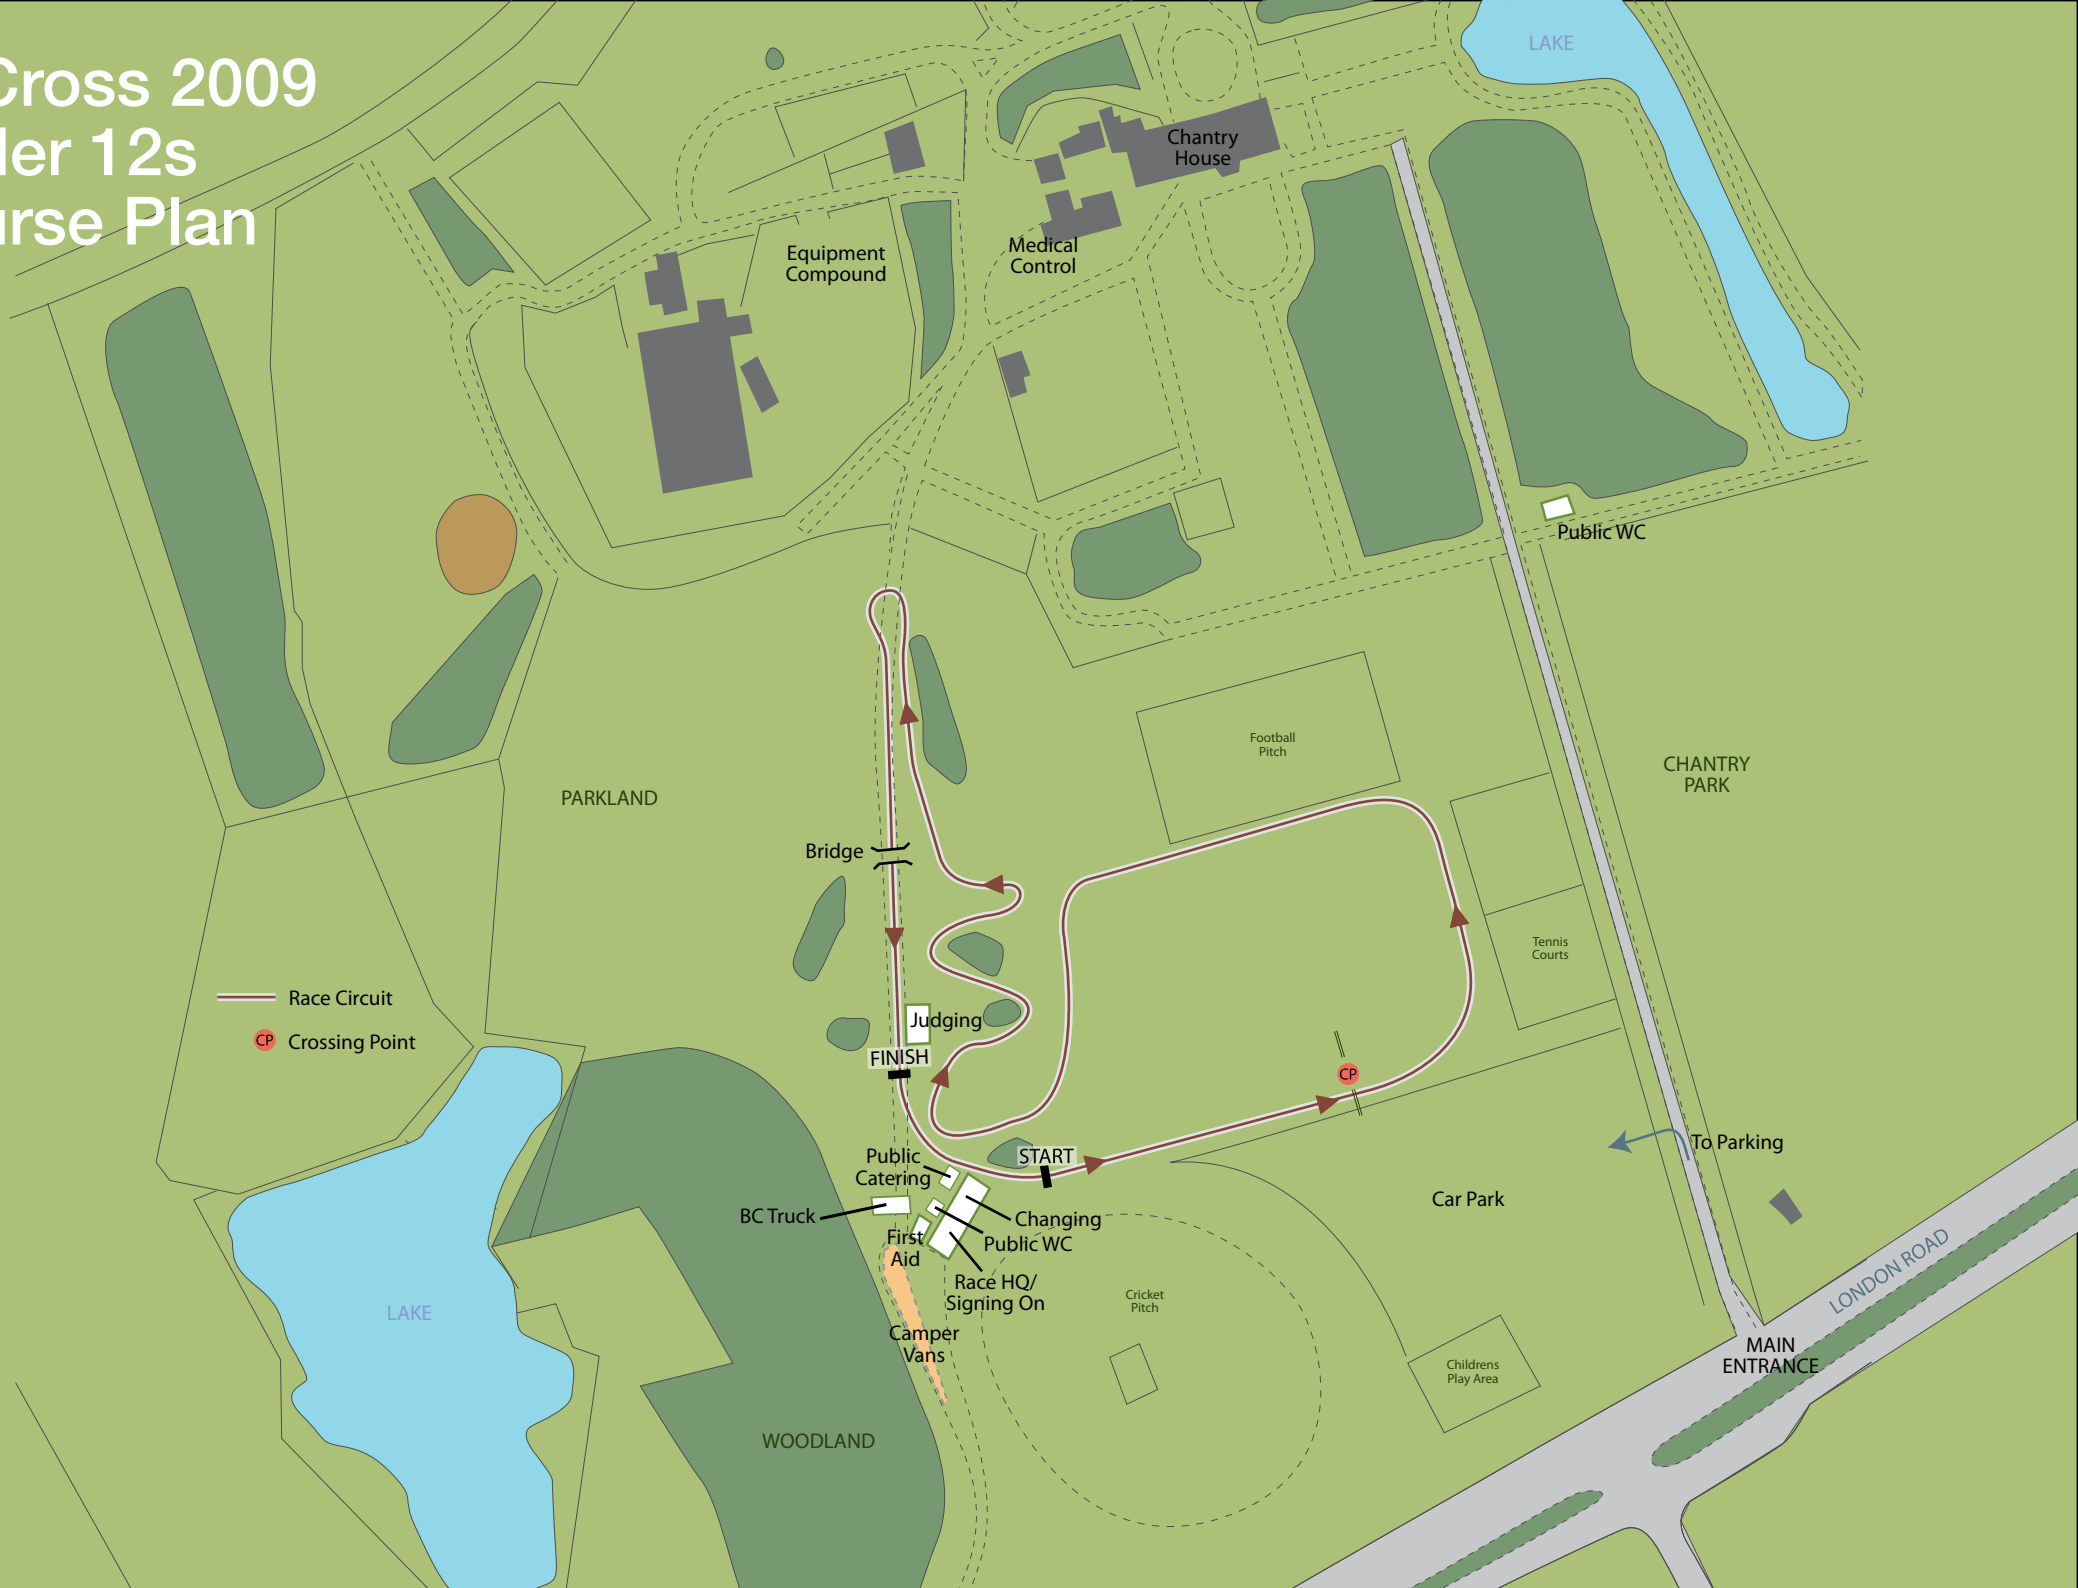 Cross 2009
der 12s
urse Plan
LAKE
Chantry
House
Equipment
Compound
Medical
Control
Public WC
Football
Pitch
CHANTRY
PARK
PARKLAND
Bridge
Tennis
Courts
Race Circuit
CP
Crossing Point
Judging
FINISH
CP
START
To Parking
Public
Catering
BC Truck
Changing
Public WC
First
Aid
Race HQ/
Signing On
Car Park
LONDON ROAD
LAKE
Cricket
Pitch
Camper
Vans
MAIN
ENTRANCE
Childrens
Play Area
WOODLAND